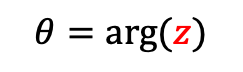 θ = arg(z)